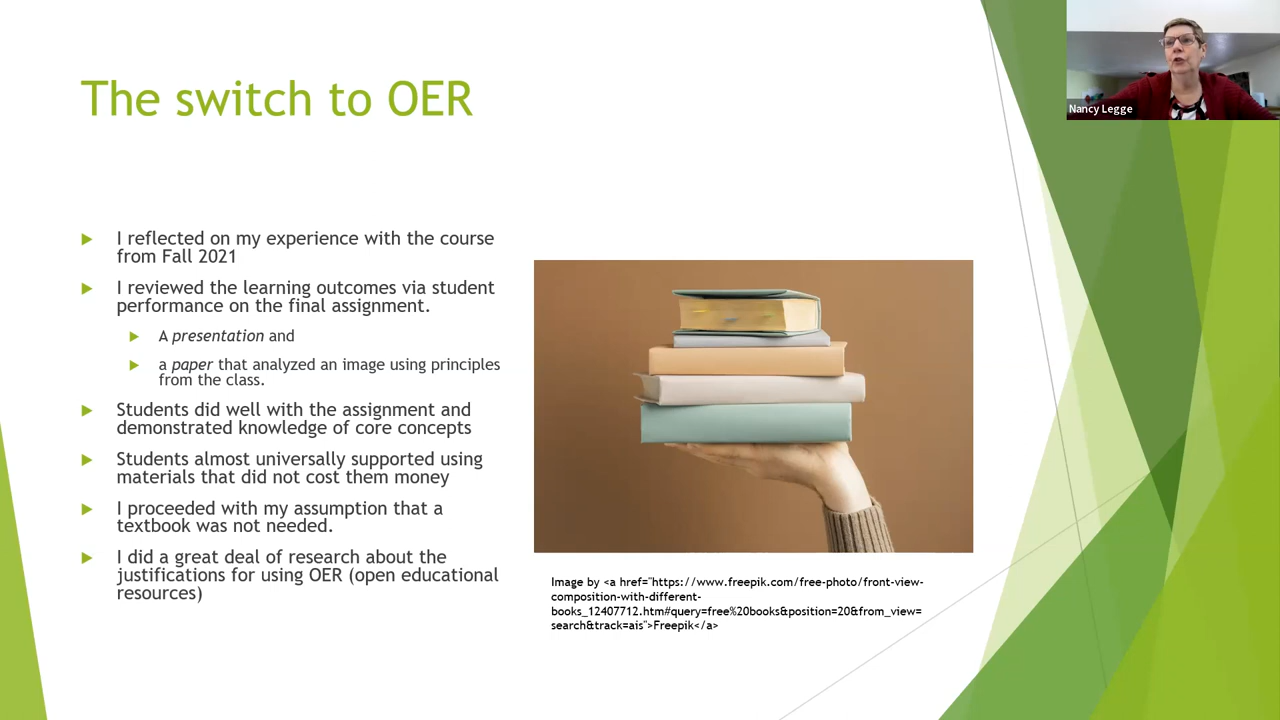 The switch to OER
Nancy Legge
I reflected on my experience with the course
from Fall 2021
I reviewed the learning outcomes via student
performance on the final assignment.
A presentation and
a paper that analyzed an image using principles
from the class.
Students did well with the assignment and
demonstrated knowledge of core concepts
Students almost universally supported using
materials that did not cost them money
I proceeded with my assumption that a
textbook was not needed.
I did a great deal of research about the
justifications for using OER (open educational
resources)
Image by <a href="https://www.freepik.com/free-photo/front-view-
composition-with-different-
books_12407712.htm#query=free%20books&position=20&from_view=
search&track=ais">Freepik</a>